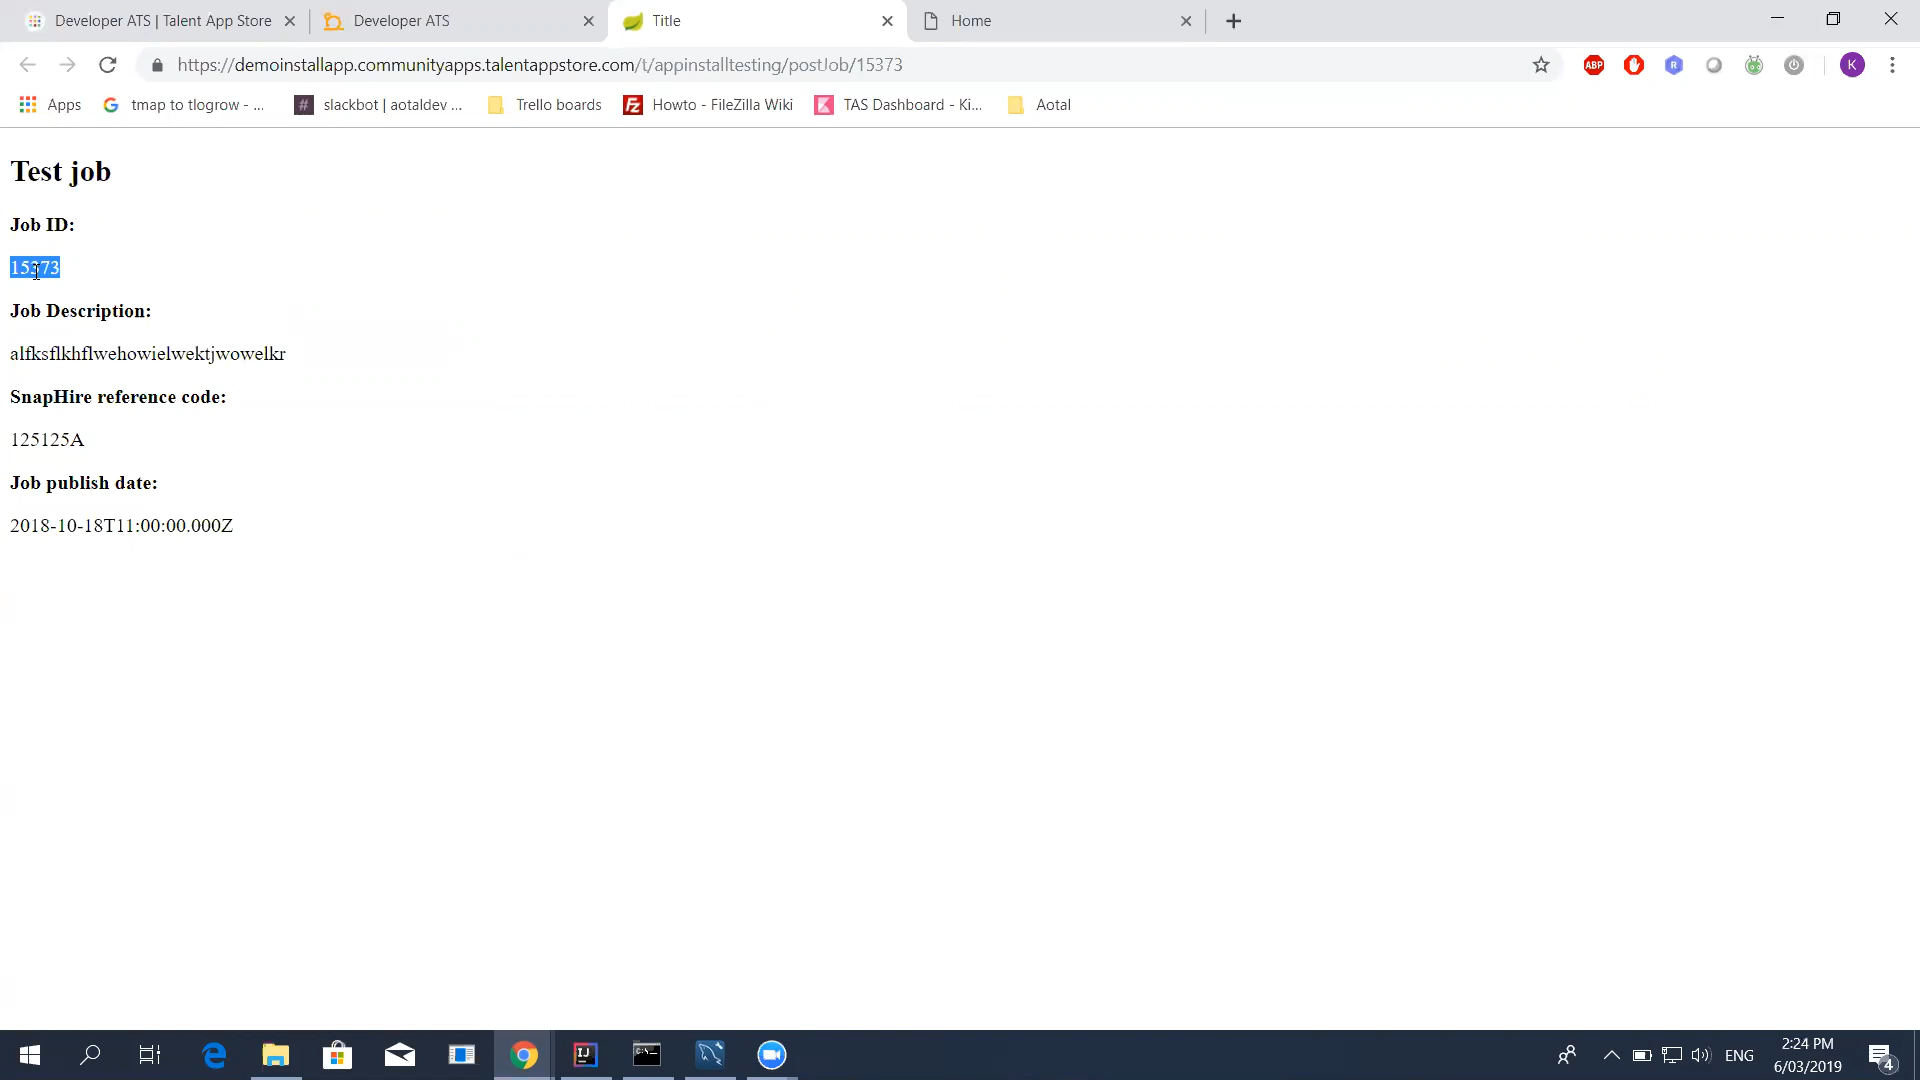 Developer ATS | Talent App Store
Developer ATS
Title
Home
https://demoinstallapp.communityapps.talentappstore.com/t/appinstalltesting/postJob/15373
ABP
R
K
Apps
tmap to tlogrow - ...
slackbot | aotaldev ...
Trello boards
Howto - FileZilla Wiki
TAS Dashboard - Ki...
Aotal
Test job
Job ID:
15373
Job Description:
alfksflkhflwehowielwektjwowelkr
SnapHire reference code:
125125A
Job publish date:
2018-10-18T11:00:00.000Z
ENG
2:24 PM
6/03/2019
4